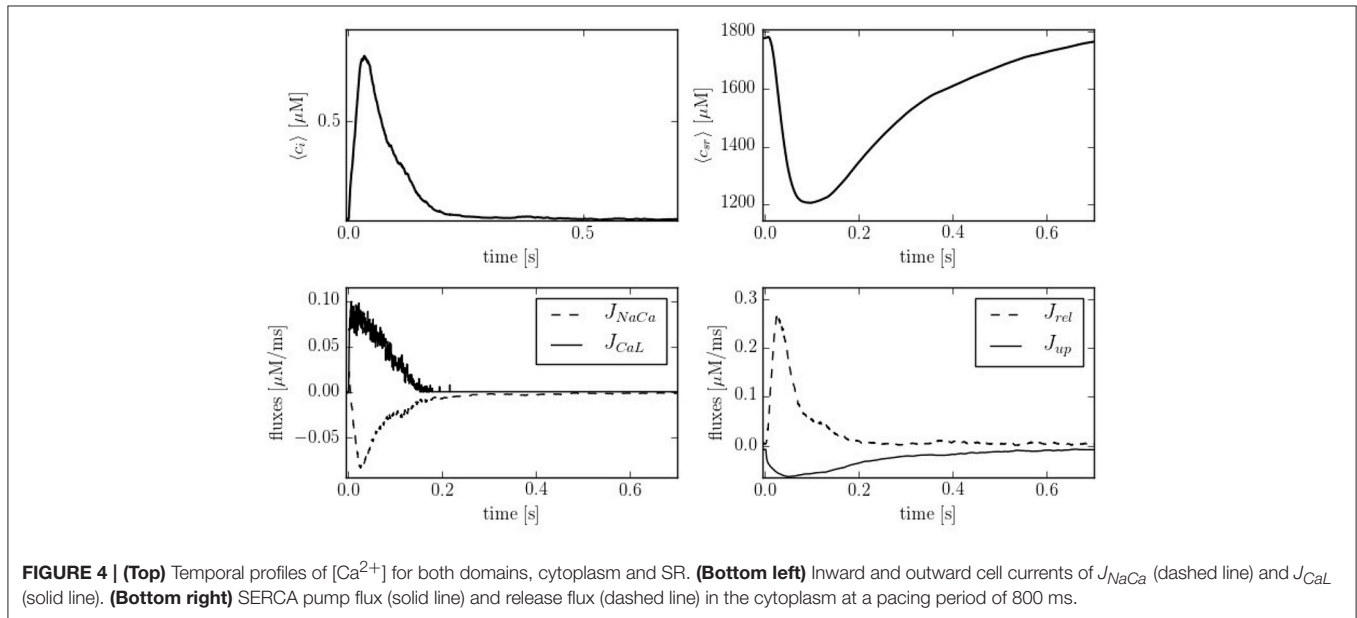 ⟨c_i⟩ [μM]
0.5
0.0
0.5
time [s]
⟨c_sr⟩ [μM]
1800
1600
1400
1200
0.0
0.2
0.4
0.6
time [s]
fluxes [μM/ms]
0.10
0.05
0.00
−0.05
J_NaCa
J_CaL
0.0
0.2
0.4
0.6
time [s]
fluxes [μM/ms]
0.3
0.2
0.1
0.0
J_rel
J_up
0.0
0.2
0.4
0.6
time [s]
FIGURE 4 | (Top) Temporal profiles of [Ca2+] for both domains, cytoplasm and SR. (Bottom left) Inward and outward cell currents of J_NaCa (dashed line) and J_CaL
(solid line). (Bottom right) SERCA pump flux (solid line) and release flux (dashed line) in the cytoplasm at a pacing period of 800 ms.